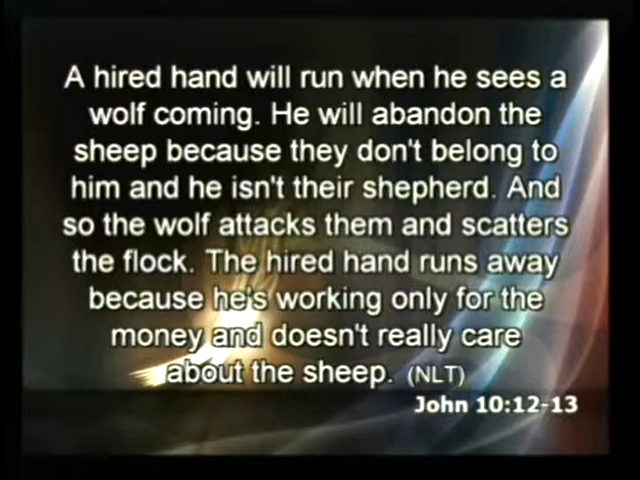 A hired hand will run when he sees a
wolf coming. He will abandon the
sheep because they don't belong to
him and he isn't their shepherd. And
so the wolf attacks them and scatters
the flock. The hired hand runs away
because he's working only for the
money and doesn't really care
about the sheep. (NLT)
John 10:12-13